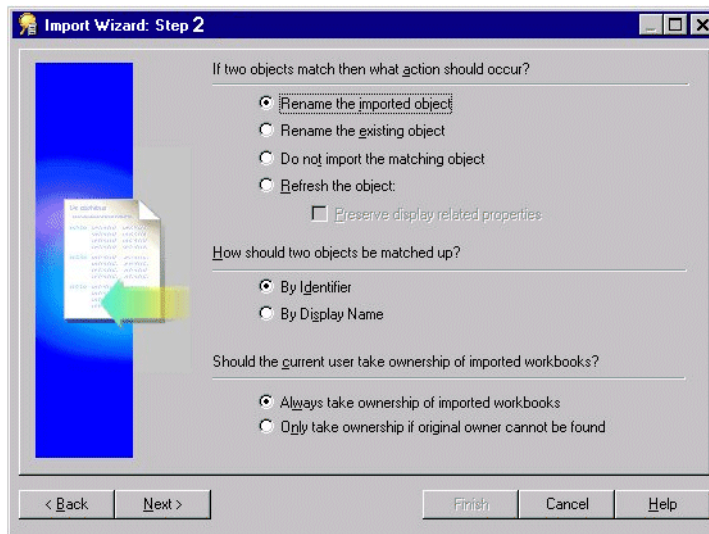 Import Wizard: Step 2
If two objects match then what action should occur?
Rename the imported object
Rename the existing object
Do not import the matching object
Refresh the object:
Preserve display related properties
How should two objects be matched up?
By Identifier
By Display Name
Should the current user take ownership of imported workbooks?
Always take ownership of imported workbooks
Only take ownership if original owner cannot be found
< Back
Next >
Finish
Cancel
Help